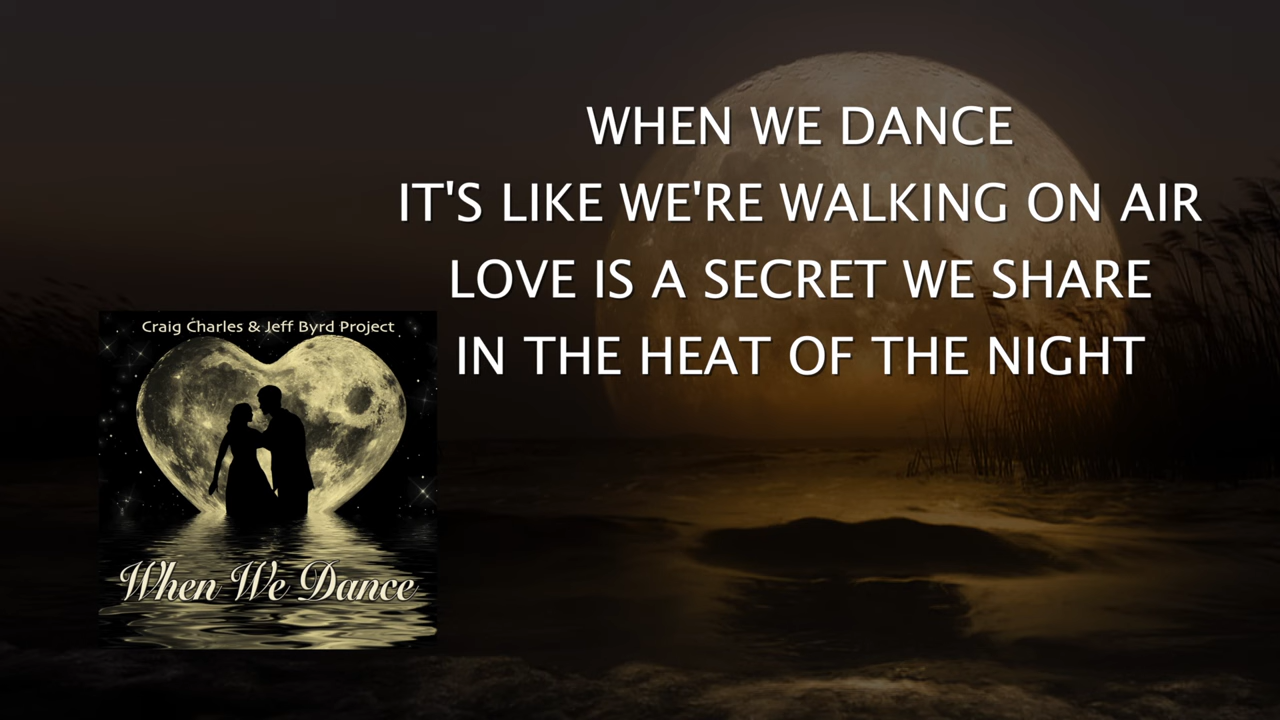 WHEN WE DANCE
IT'S LIKE WE'RE WALKING ON AIR
LOVE IS A SECRET WE SHARE
IN THE HEAT OF THE NIGHT
Craig Charles & Jeff Byrd Project
When We Dance